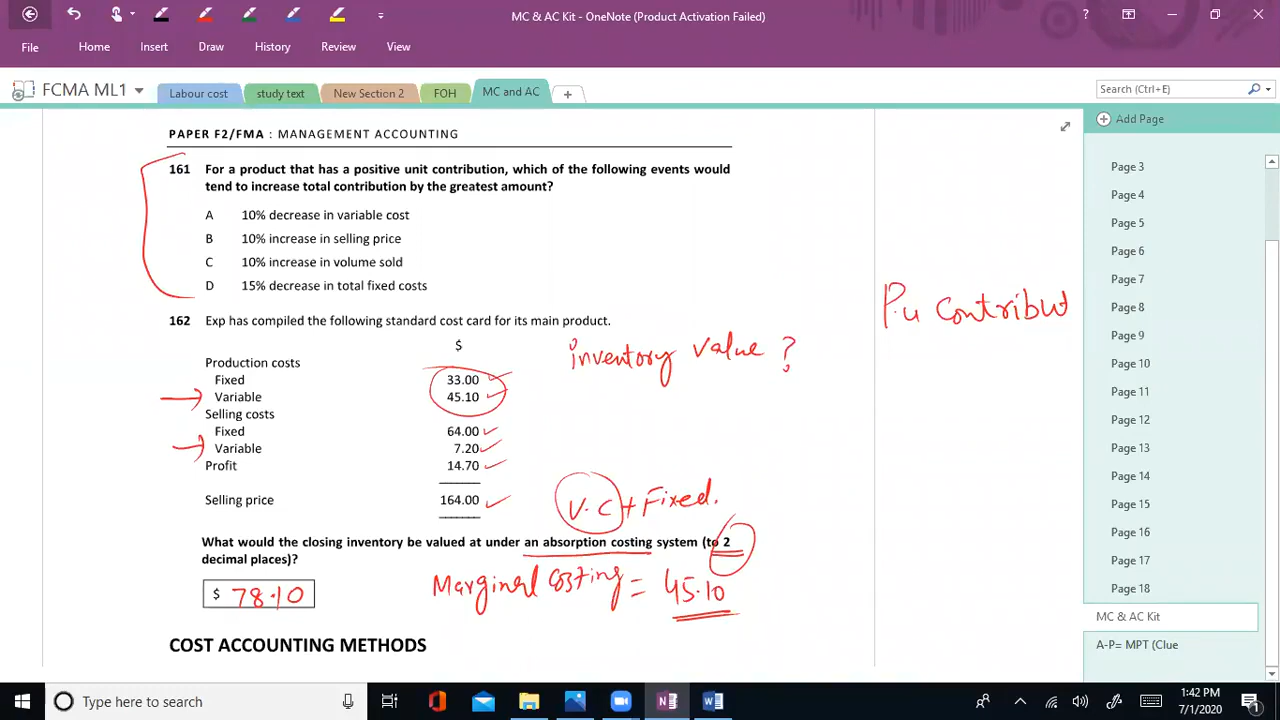 MC & AC Kit - OneNote (Product Activation Failed)
?
File Home Insert Draw History Review View
FCMA ML1
Labour cost study text New Section 2 FOH MC and AC
Search (Ctrl+E)
Add Page
PAPER F2/FMA : MANAGEMENT ACCOUNTING
161 For a product that has a positive unit contribution, which of the following events would
tend to increase total contribution by the greatest amount?
A 10% decrease in variable cost
B 10% increase in selling price
C 10% increase in volume sold
D 15% decrease in total fixed costs
P.u contribut
162 Exp has compiled the following standard cost card for its main product.
$
inventory value ?
Production costs
Fixed 33.00
Variable 45.10
Selling costs
Fixed 64.00
Variable 7.20
Profit 14.70
Selling price 164.00
V.C + Fixed.
What would the closing inventory be valued at under an absorption costing system (to 2
decimal places)?
$ 78.10
Marginal costing = 45.10
COST ACCOUNTING METHODS
Page 3
Page 4
Page 5
Page 6
Page 7
Page 8
Page 9
Page 10
Page 11
Page 12
Page 13
Page 14
Page 15
Page 16
Page 17
Page 18
MC & AC Kit
A-P= MPT (Clue
Type here to search
1:42 PM
7/1/2020
1